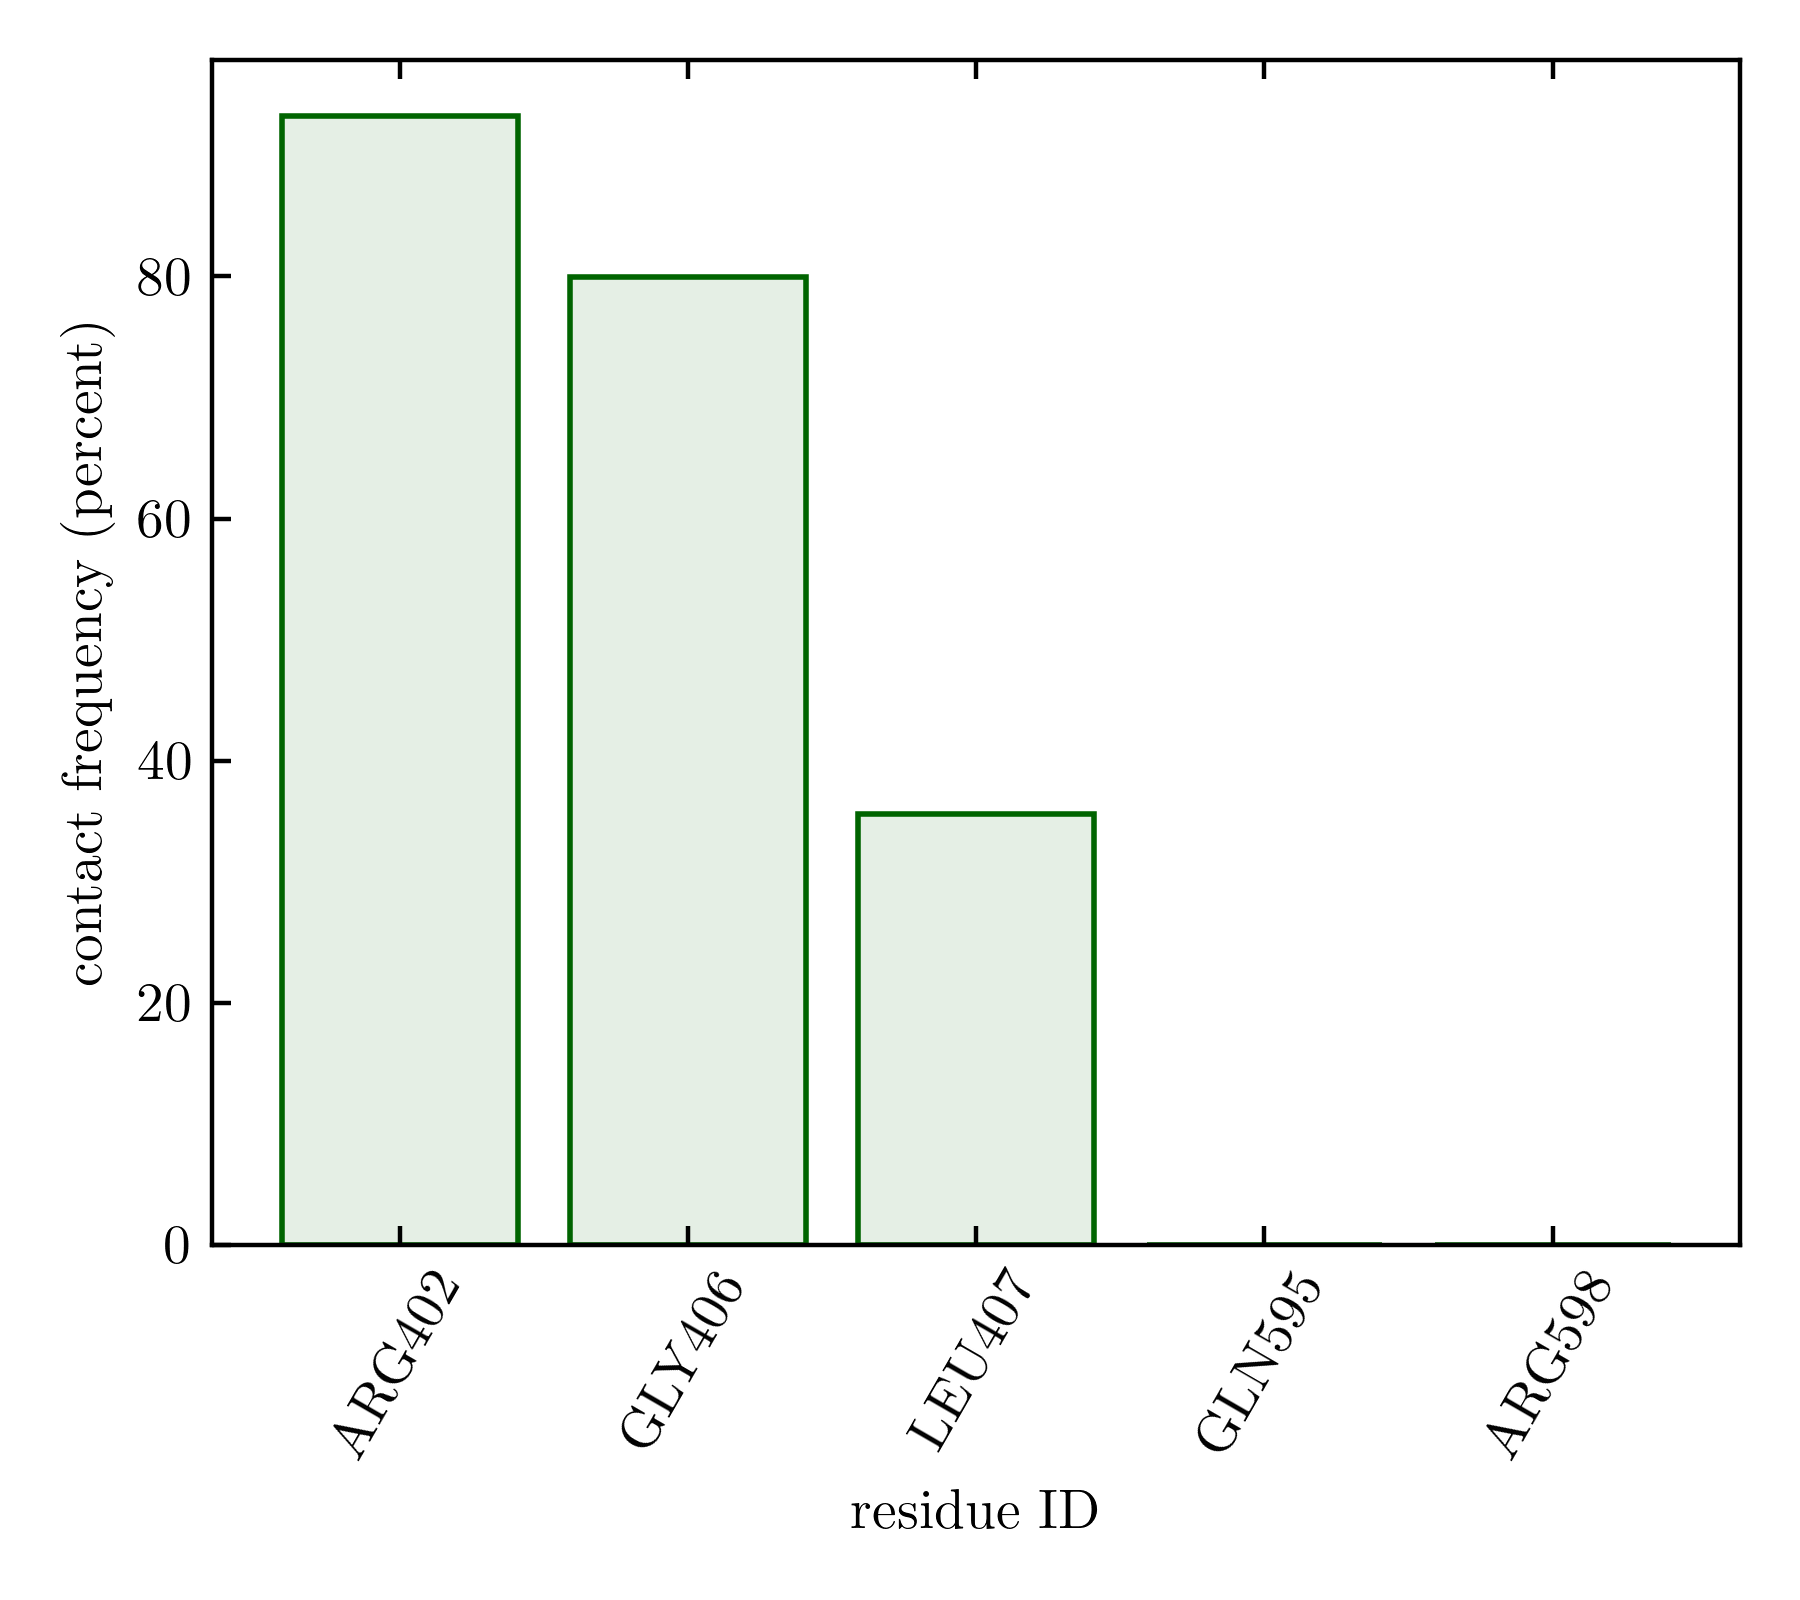 contact frequency (percent)
80
60
40
20
0
ARG402
GLY406
LEU407
GLN595
ARG598
residue ID